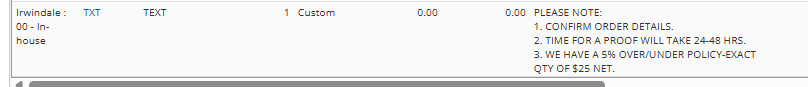 Irwindale : TXT TEXT 1 Custom 0.00 0.00 PLEASE NOTE:
00 - In- 1. CONFIRM ORDER DETAILS.
house 2. TIME FOR A PROOF WILL TAKE 24-48 HRS.
3. WE HAVE A 5% OVER/UNDER POLICY-EXACT
QTY OF $25 NET.